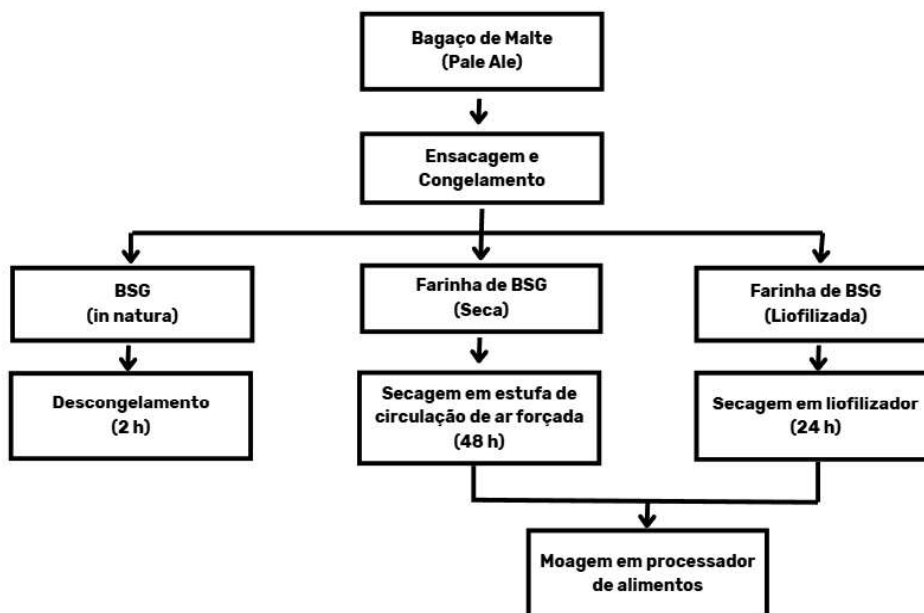 Bagaço de Malte
(Pale Ale)
Ensacagem e
Congelamento
BSG
(in natura)
Farinha de BSG
(Seca)
Farinha de BSG
(Liofilizada)
Descongelamento
(2 h)
Secagem em estufa de
circulação de ar forçada
(48 h)
Secagem em liofilizador
(24 h)
Moagem em processador
de alimentos